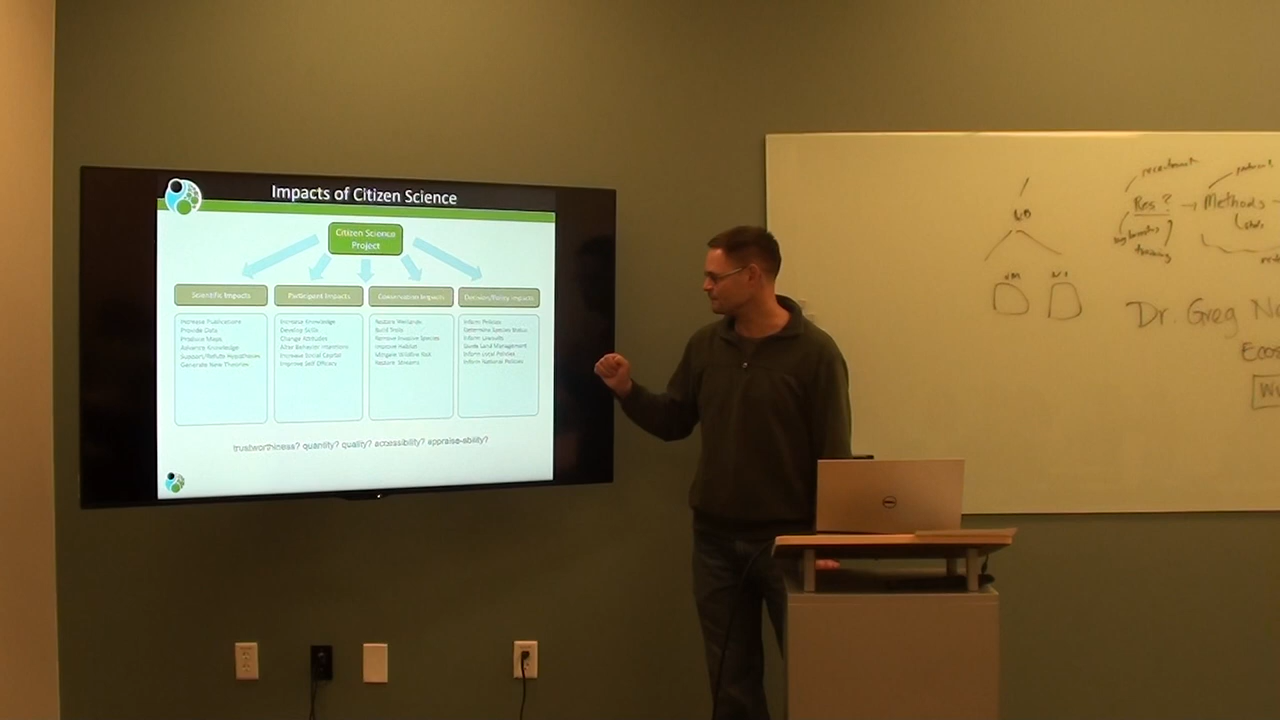 Impacts of Citizen Science
Citizen Science
Project
Scientific Impacts
Participant Impacts
Conservation Impacts
Decision/Policy Impacts
Increase Publications
Provide Data
Produce Maps
Advance Knowledge
Support/Refute Hypotheses
Generate New Theories
Increase Knowledge
Develop Skills
Change Attitudes
Alter Behavior Intentions
Increase Social Capital
Improve Self Efficacy
Restore Wetlands
Build Trails
Remove Invasive Species
Improve Habitat
Mitigate Wildfire Risk
Restore Streams
Inform Policies
Determine Species Status
Inform Lawsuits
Guide Land Management
Inform Local Policies
Inform National Policies
trustworthiness? quantity? quality? accessibility? appraise-ability?
DELL
Res? → Methods
Dr. Greg Ne
Ecos